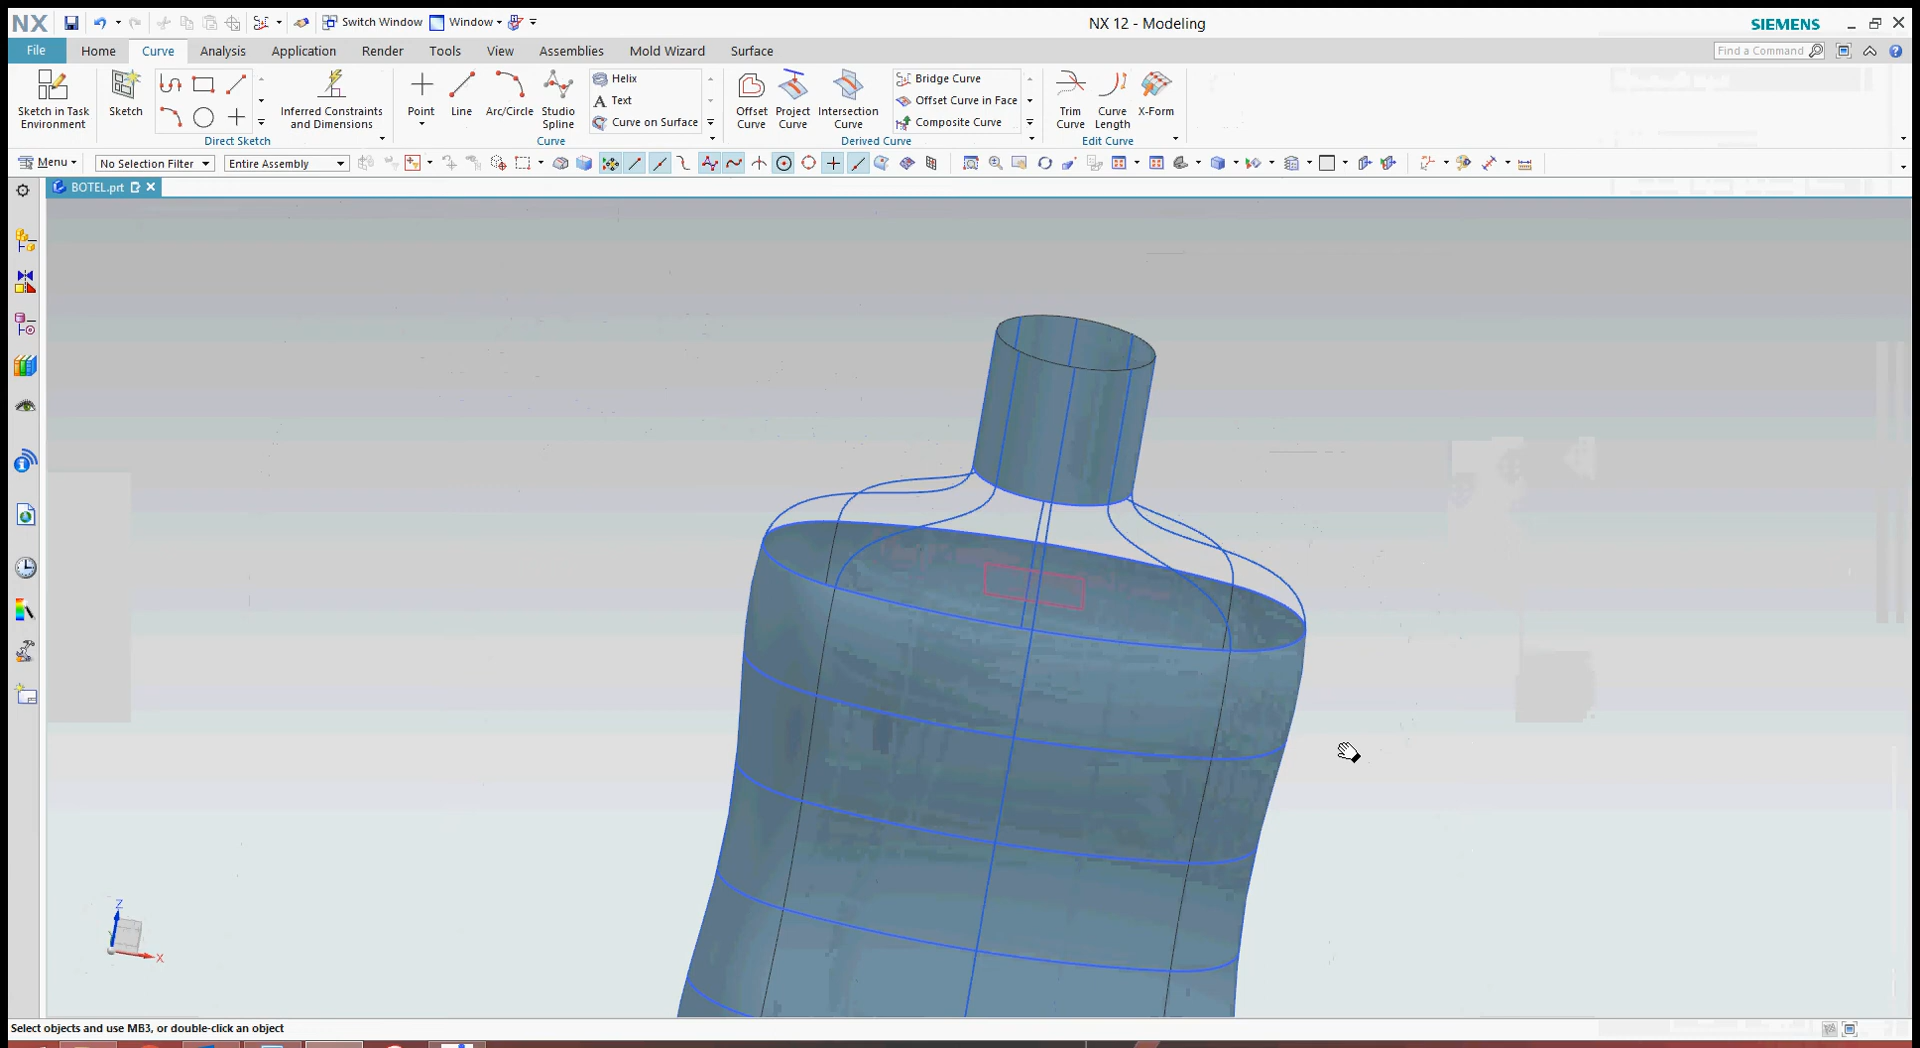 NX
Switch Window
Window
NX 12 - Modeling
SIEMENS
File
Home
Curve
Analysis
Application
Render
Tools
View
Assemblies
Mold Wizard
Surface
Find a Command
Sketch in Task Environment
Sketch
Inferred Constraints and Dimensions
Direct Sketch
Point
Line
Arc/Circle
Studio Spline
Helix
A Text
Curve on Surface
Curve
Offset Curve
Project Curve
Intersection Curve
Bridge Curve
Offset Curve in Face
Composite Curve
Derived Curve
Trim Curve
Curve Length
X-Form
Edit Curve
Menu
No Selection Filter
Entire Assembly
BOTEL.prt
Z
X
Select objects and use MB3, or double-click an object